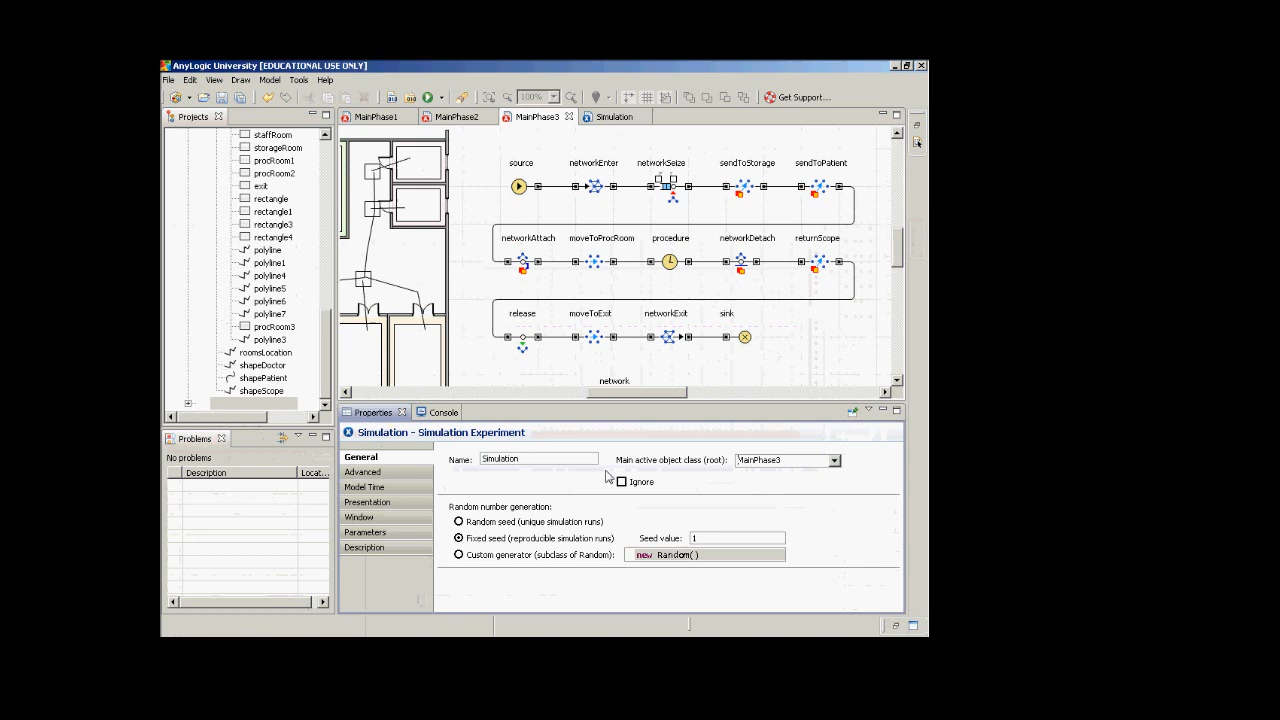 AnyLogic University [EDUCATIONAL USE ONLY]
File Edit View Draw Model Tools Help
100% Get Support...
Projects
MainPhase1 MainPhase2 MainPhase3 Simulation
staffRoom
storageRoom
procRoom1
procRoom2
exit
rectangle
rectangle1
rectangle3
rectangle4
polyline
polyline1
polyline4
polyline5
polyline6
polyline7
procRoom3
polyline3
roomsLocation
shapeDoctor
shapePatient
shapeScope
source networkEnter networkSeize sendToStorage sendToPatient
networkAttach moveToProcRoom procedure networkDetach returnScope
release moveToExit networkExit sink
network
Problems
No problems
Description Locat...
Properties Console
Simulation - Simulation Experiment
General
Advanced
Model Time
Presentation
Window
Parameters
Description
Name: Simulation Main active object class (root): MainPhase3
Ignore
Random number generation:
Random seed (unique simulation runs)
Fixed seed (reproducible simulation runs) Seed value: 1
Custom generator (subclass of Random): new Random()